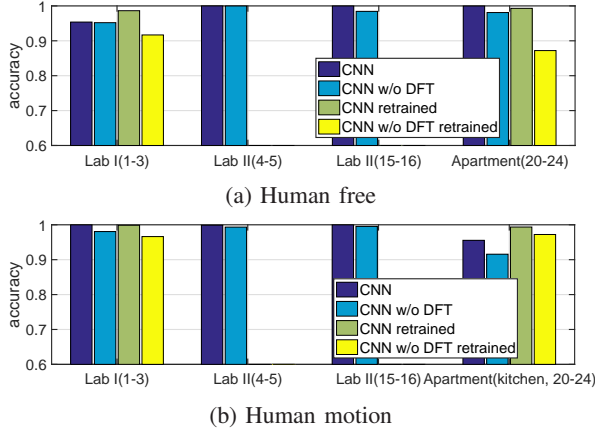 1
0.9
0.8
0.7
0.6
accuracy
CNN
CNN w/o DFT
CNN retrained
CNN w/o DFT retrained
Lab I(1-3) Lab II(4-5) Lab II(15-16) Apartment(20-24)
(a) Human free
1
0.9
0.8
0.7
0.6
accuracy
CNN
CNN w/o DFT
CNN retrained
CNN w/o DFT retrained
Lab I(1-3) Lab II(4-5) Lab II(15-16) Apartment(kitchen, 20-24)
(b) Human motion